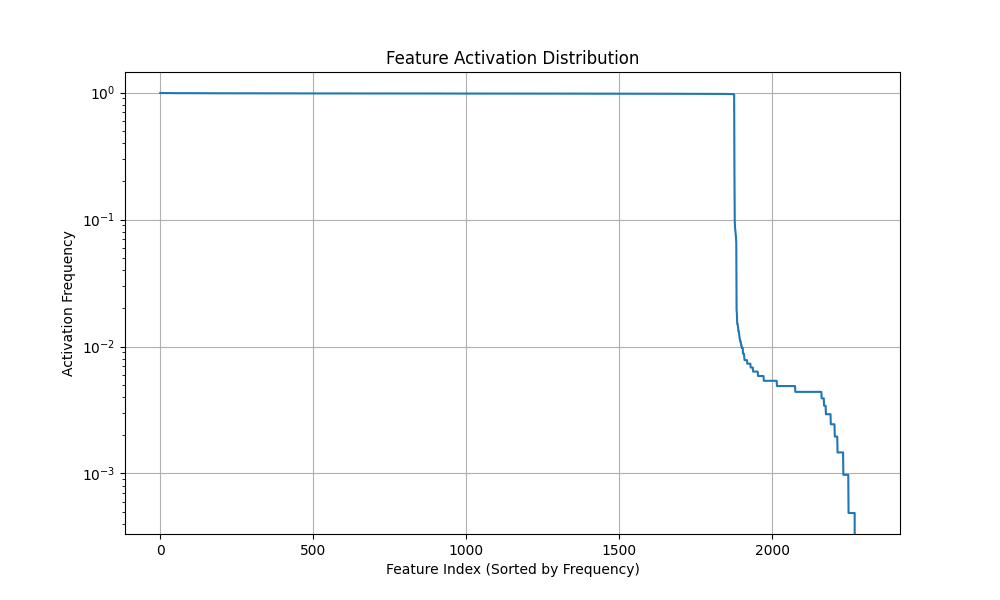 Feature Activation Distribution
Activation Frequency
10⁰
10⁻¹
10⁻²
10⁻³
0 500 1000 1500 2000
Feature Index (Sorted by Frequency)